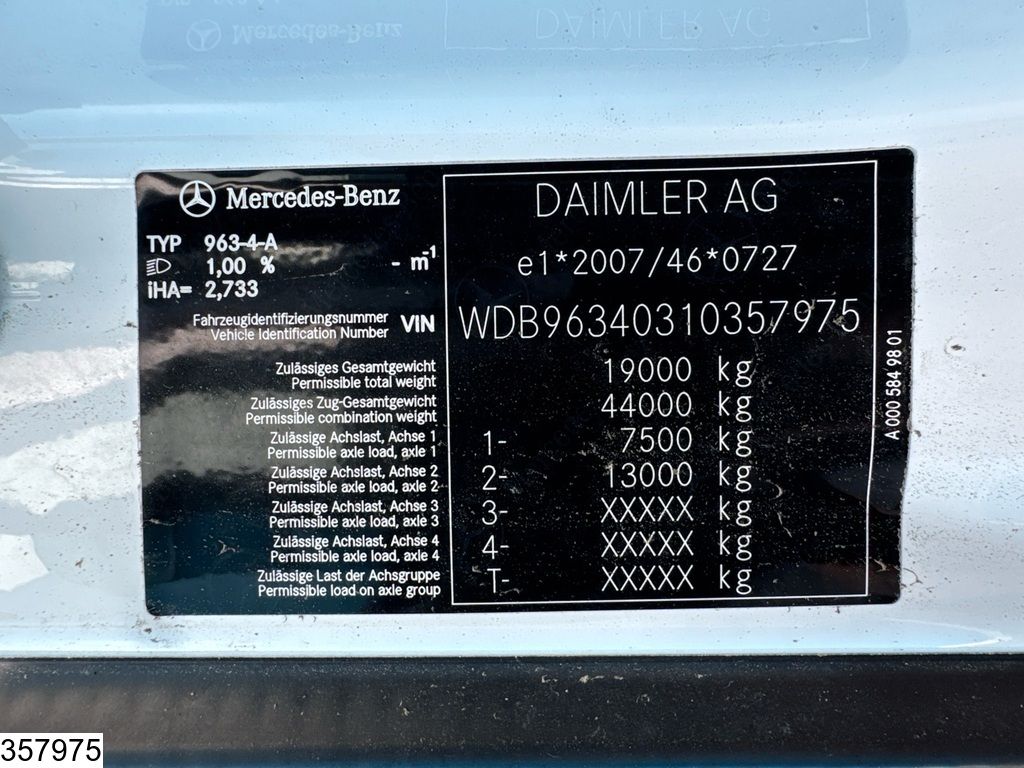 Mercedes-Benz
DAIMLER AG
TYP 963-4-A
1,00 % - m-1
iHA= 2,733
e1*2007/46*0727
Fahrzeugidentifizierungsnummer
Vehicle Identification Number
VIN WDB96340310357975
Zulässiges Gesamtgewicht
Permissible total weight
19000 kg
Zulässiges Zug-Gesamtgewicht
Permissible combination weight
44000 kg
Zulässige Achslast, Achse 1
Permissible axle load, axle 1
1- 7500 kg
Zulässige Achslast, Achse 2
Permissible axle load, axle 2
2- 13000 kg
Zulässige Achslast, Achse 3
Permissible axle load, axle 3
3- XXXXX kg
Zulässige Achslast, Achse 4
Permissible axle load, axle 4
4- XXXXX kg
Zulässige Last der Achsgruppe
Permissible load on axle group
T- XXXXX kg
A 000 584 98 01
357975